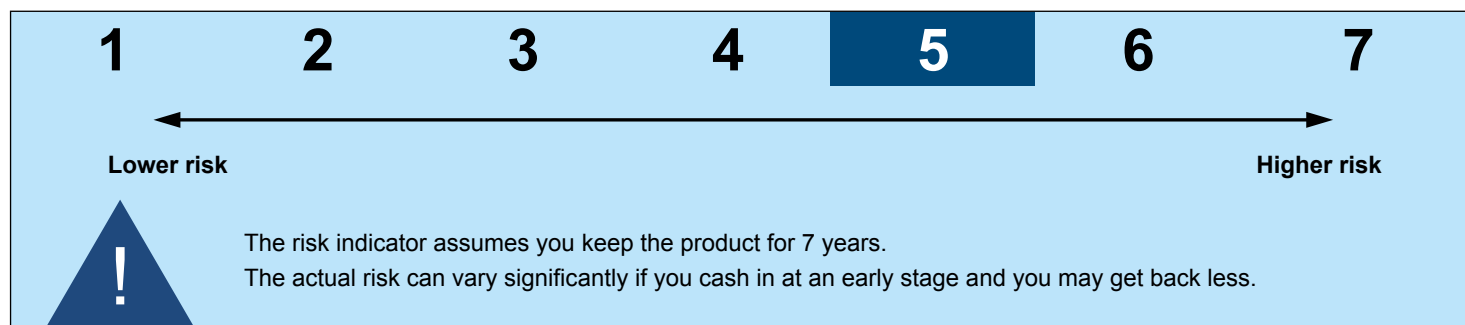 1 2 3 4 5 6 7
Lower risk Higher risk
!
The risk indicator assumes you keep the product for 7 years.
The actual risk can vary significantly if you cash in at an early stage and you may get back less.